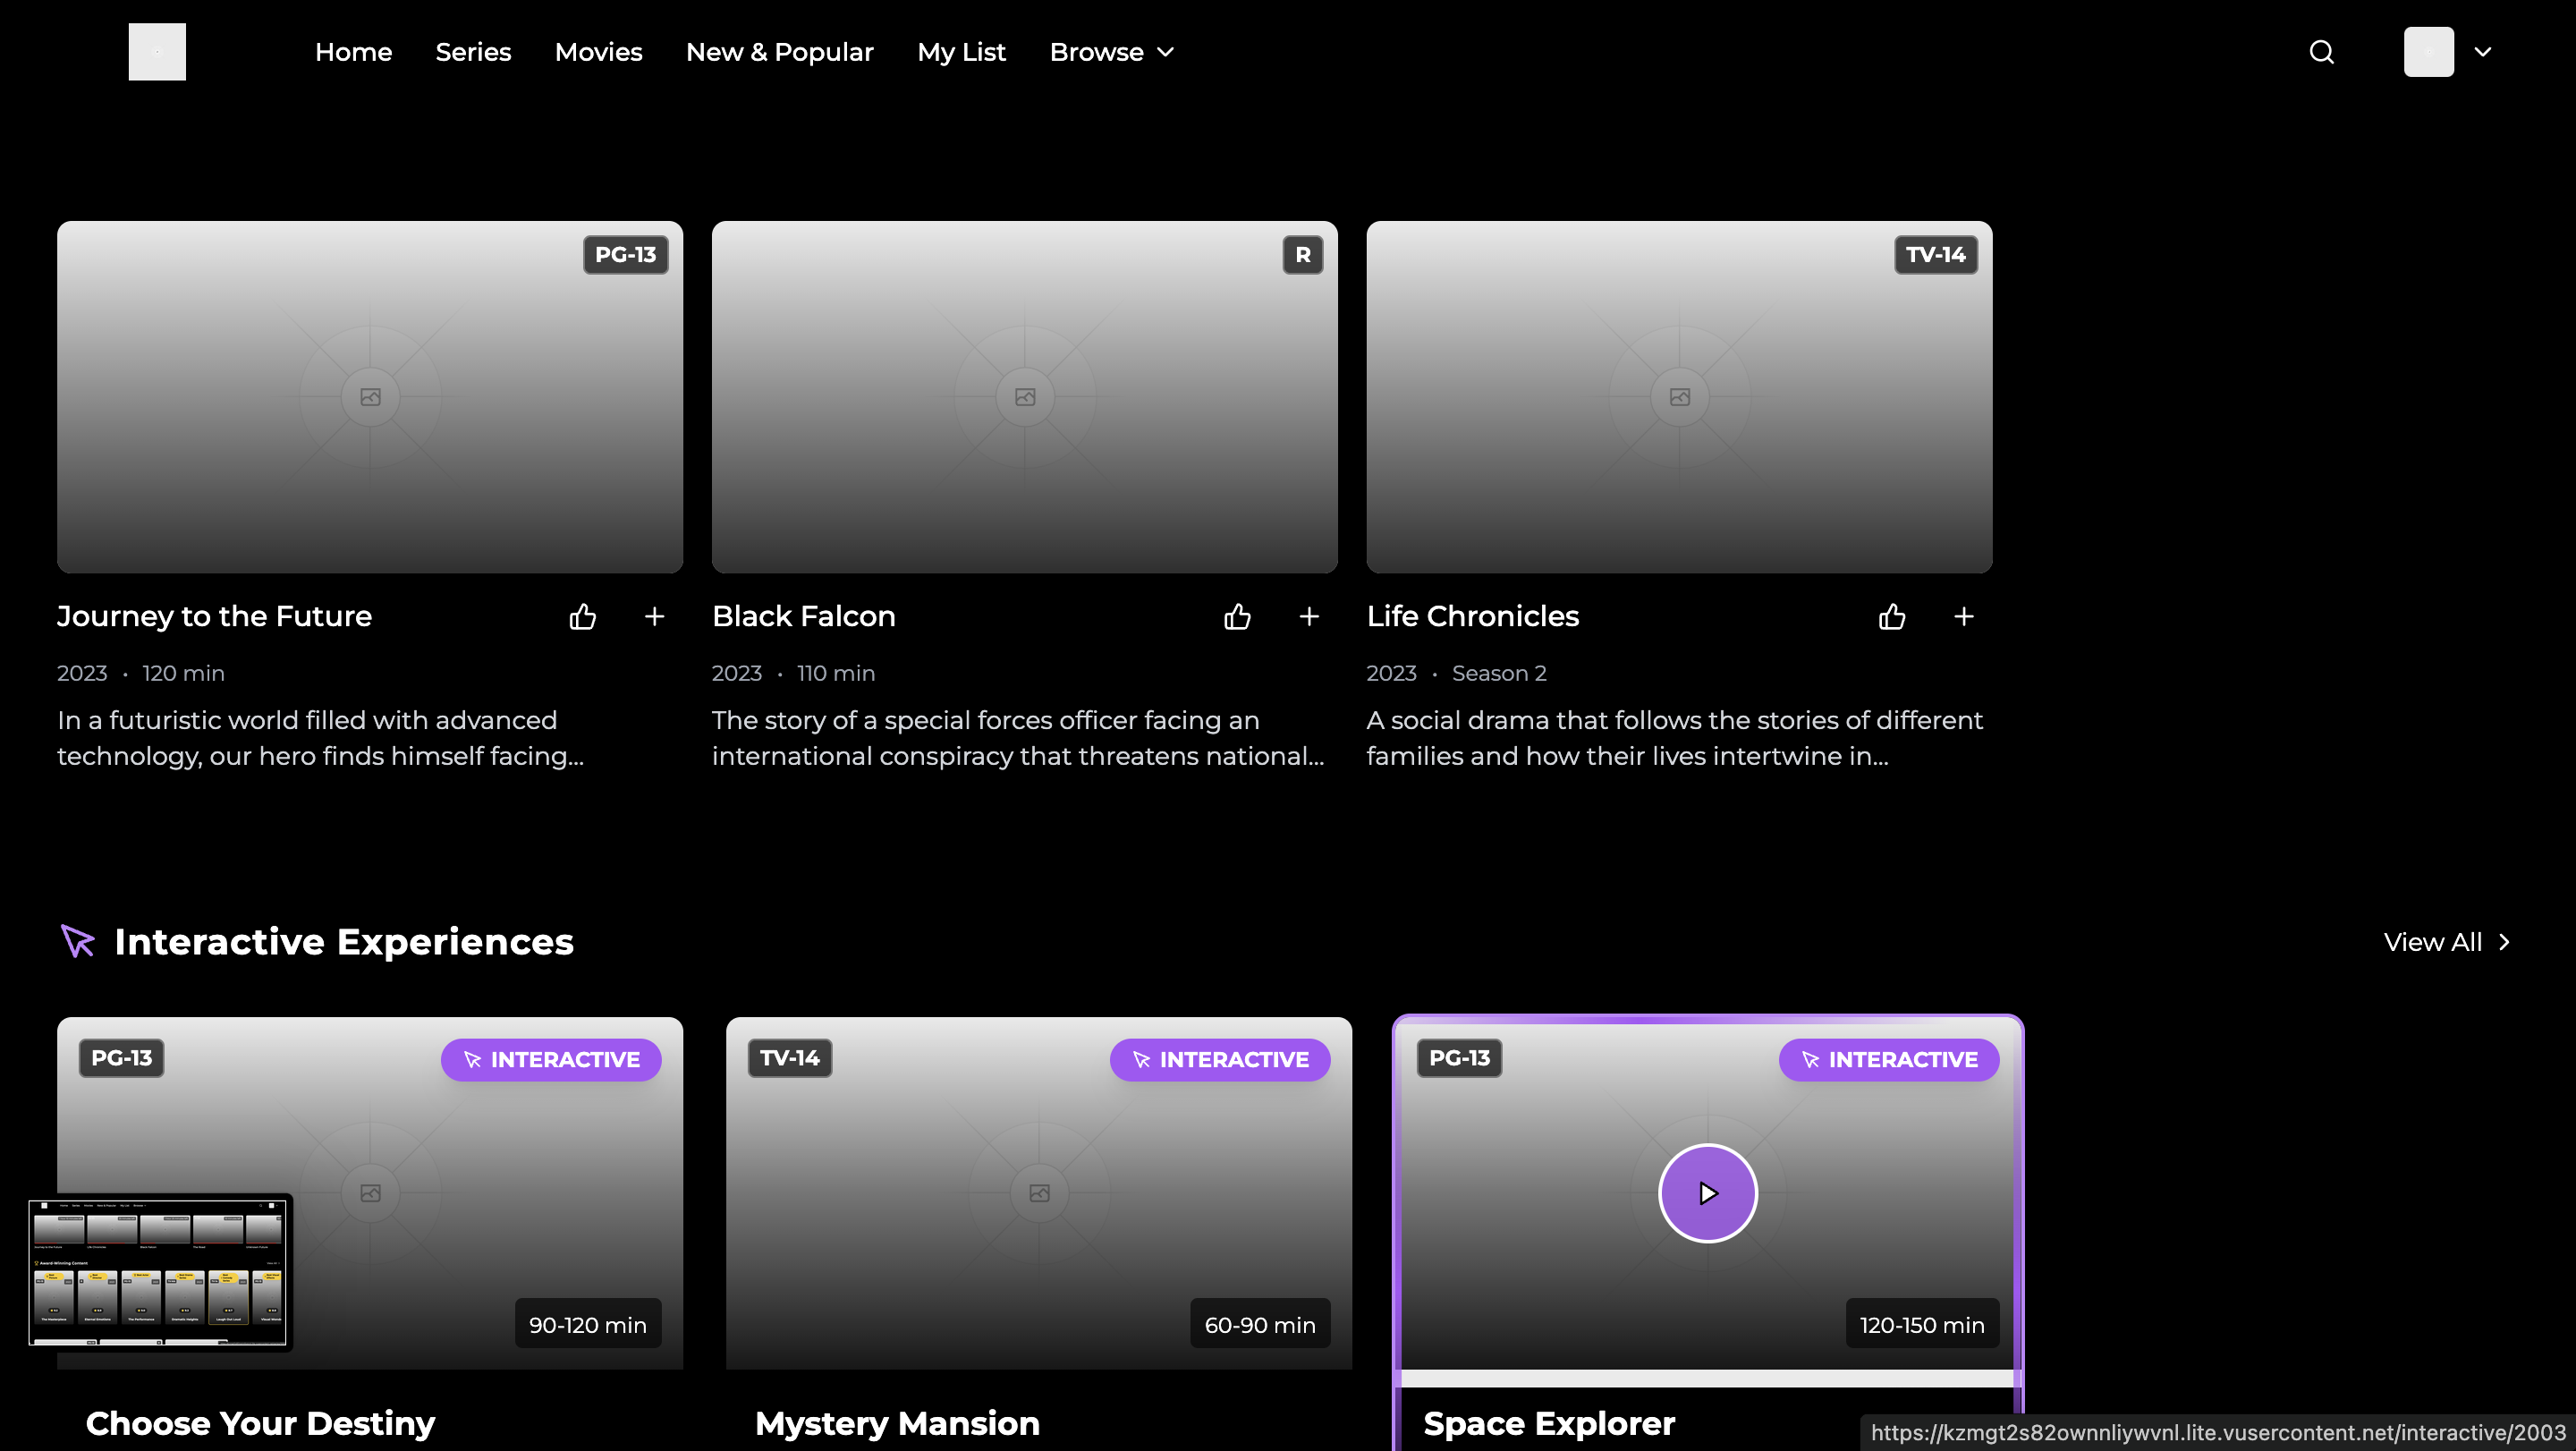 Home Series Movies New & Popular My List Browse
PG-13
R
TV-14
Journey to the Future
2023 • 120 min
In a futuristic world filled with advanced
technology, our hero finds himself facing...
Black Falcon
2023 • 110 min
The story of a special forces officer facing an
international conspiracy that threatens national...
Life Chronicles
2023 • Season 2
A social drama that follows the stories of different
families and how their lives intertwine in...
Interactive Experiences
View All
PG-13
INTERACTIVE
90-120 min
Choose Your Destiny
TV-14
INTERACTIVE
60-90 min
Mystery Mansion
PG-13
INTERACTIVE
120-150 min
Space Explorer
Award-Winning Content
https://kzmgt2s82ownnliywvnl.lite.vusercontent.net/interactive/2003